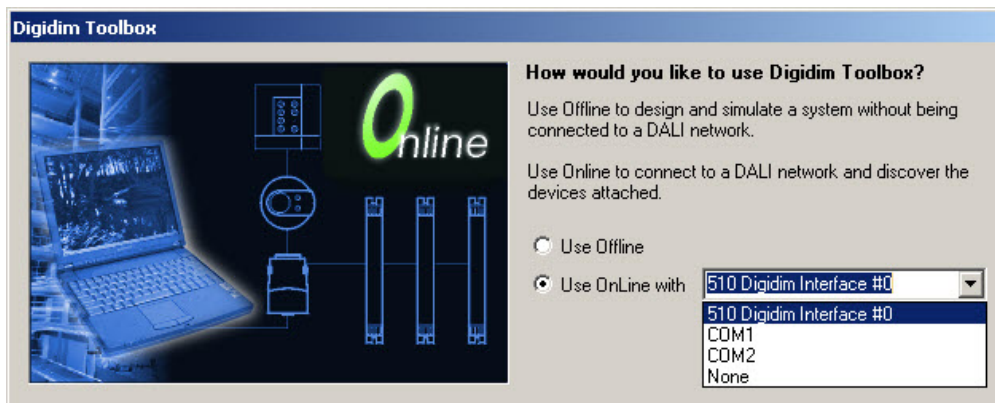 Digidim Toolbox
Online
How would you like to use Digidim Toolbox?
Use Offline to design and simulate a system without being
connected to a DALI network.
Use Online to connect to a DALI network and discover the
devices attached.
Use Offline
Use OnLine with
510 Digidim Interface #0
510 Digidim Interface #0
COM1
COM2
None